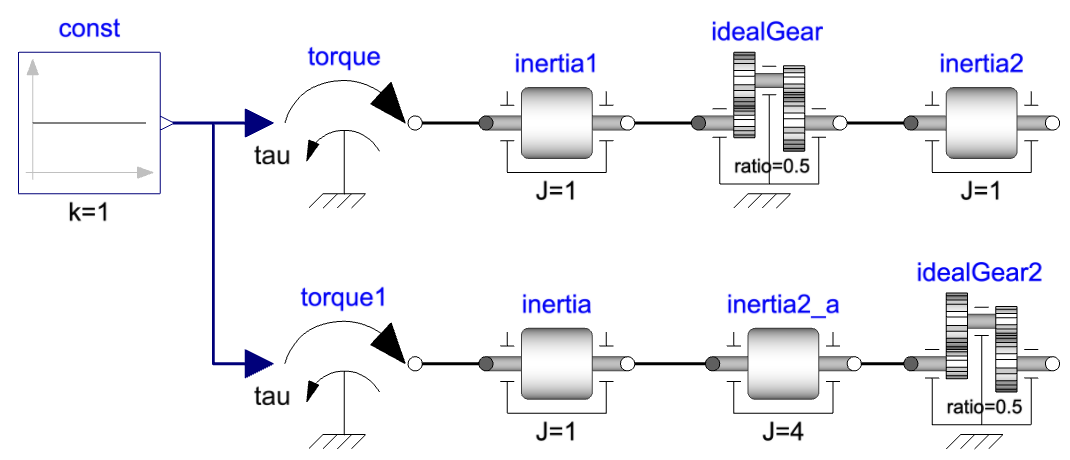 const
k=1
torque
tau
inertia1
J=1
idealGear
ratio=0.5
inertia2
J=1
torque1
tau
inertia
J=1
inertia2_a
J=4
idealGear2
ratio=0.5